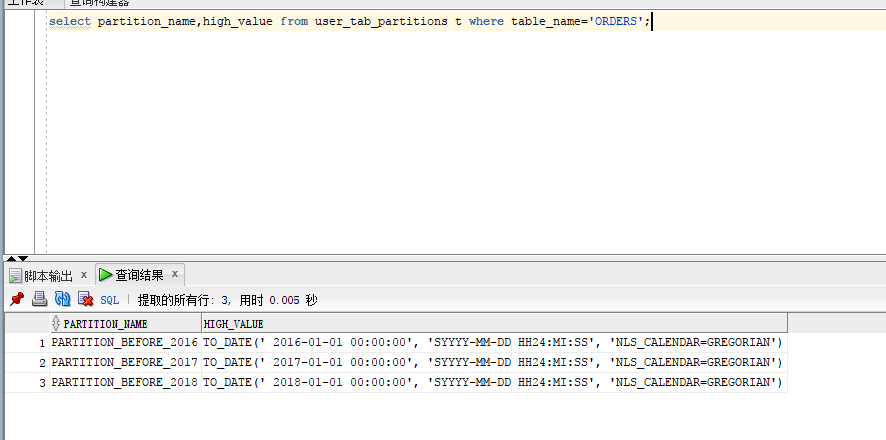 工作表 查询构建器
select partition_name,high_value from user_tab_partitions t where table_name='ORDERS';
脚本输出 x 查询结果 x
SQL | 提取的所有行: 3, 用时 0.005 秒
PARTITION_NAME HIGH_VALUE
1 PARTITION_BEFORE_2016 TO_DATE(' 2016-01-01 00:00:00', 'SYYYY-MM-DD HH24:MI:SS', 'NLS_CALENDAR=GREGORIAN')
2 PARTITION_BEFORE_2017 TO_DATE(' 2017-01-01 00:00:00', 'SYYYY-MM-DD HH24:MI:SS', 'NLS_CALENDAR=GREGORIAN')
3 PARTITION_BEFORE_2018 TO_DATE(' 2018-01-01 00:00:00', 'SYYYY-MM-DD HH24:MI:SS', 'NLS_CALENDAR=GREGORIAN')